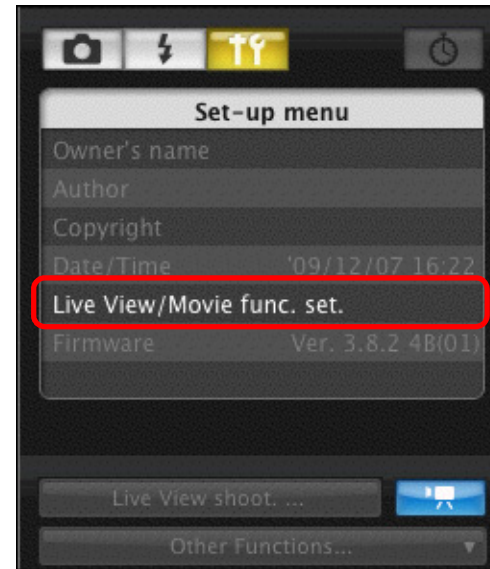 Set-up menu
Owner's name
Author
Copyright
Date/Time '09/12/07 16:22
Live View/Movie func. set.
Firmware Ver. 3.8.2 4B(01)
Live View shoot. ...
Other Functions...